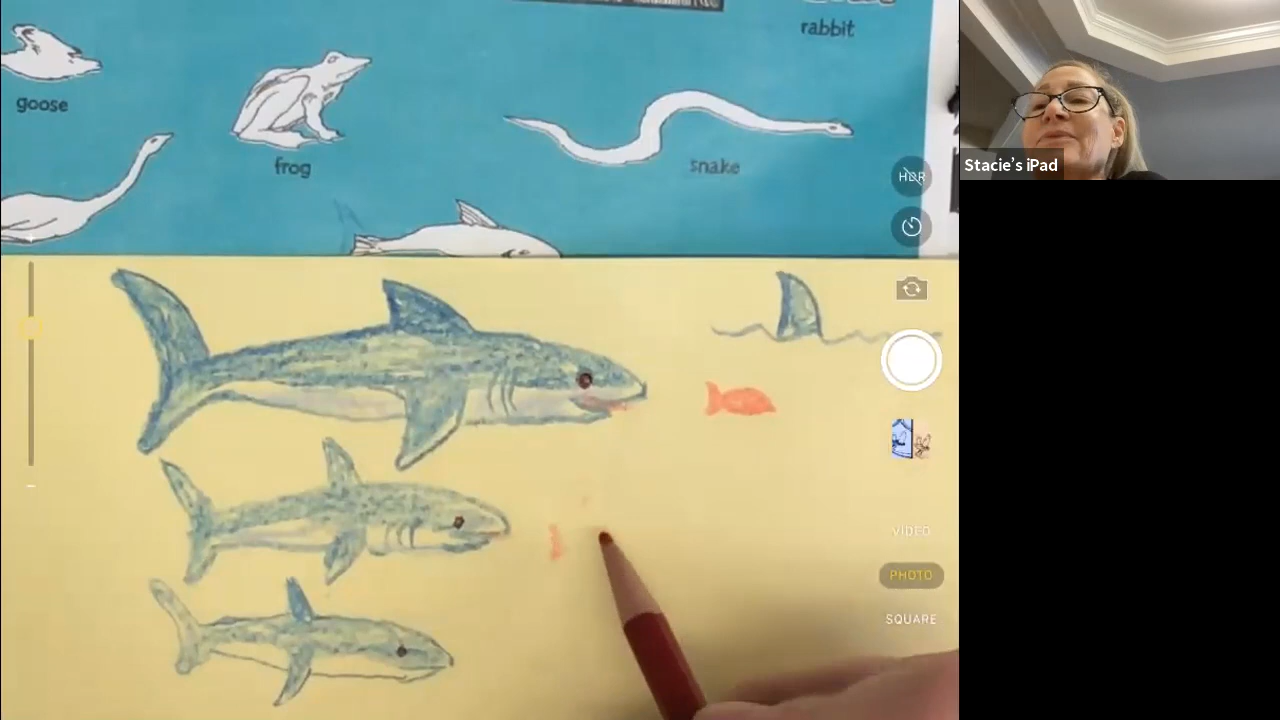 rabbit
goose
frog
snake
HDR
Stacie's iPad
VIDEO
PHOTO
SQUARE